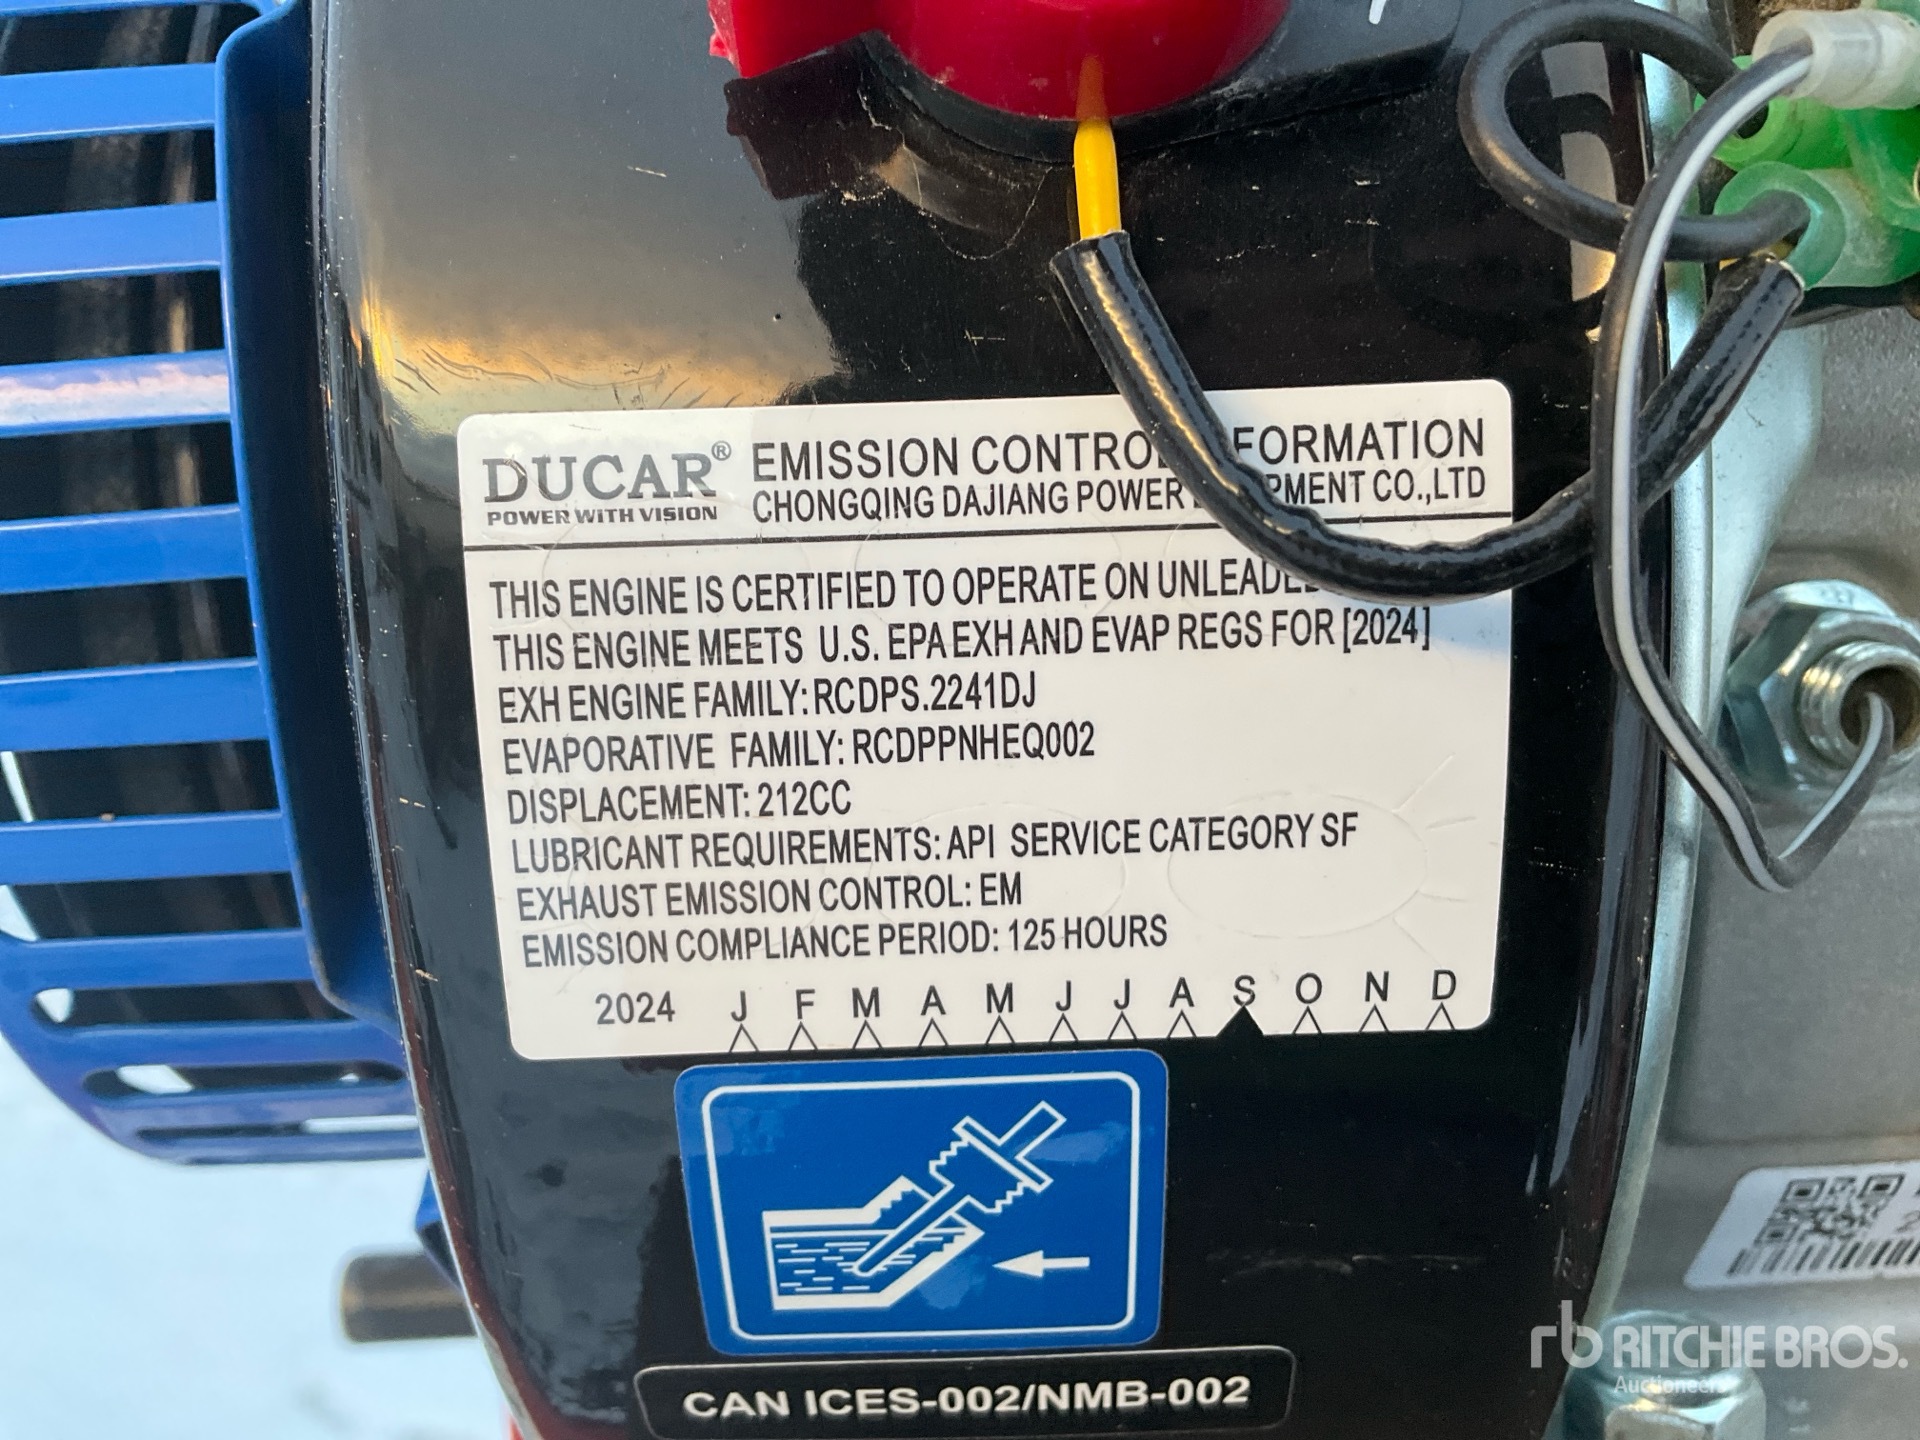 DUCAR®
POWER WITH VISION
EMISSION FORMATION
CHONGQING DAJIANG POWER CO.,LTD
THIS ENGINE IS CERTIFIED TO OPERATE ON
THIS ENGINE MEETS U.S. EPA EXH AND EVAP REGS FOR [2024]
EXH ENGINE FAMILY: RCDPS.2241DJ
EVAPORATIVE FAMILY: RCDPPNHEQ002
DISPLACEMENT: 212CC
LUBRICANT REQUIREMENTS: API SERVICE CATEGORY SF
EXHAUST EMISSION CONTROL: EM
EMISSION COMPLIANCE PERIOD: 125 HOURS
2024 J F M A M J J A S O N D
CAN ICES-002/NMB-002
rb RITCHIE BROS.
Auctioneers